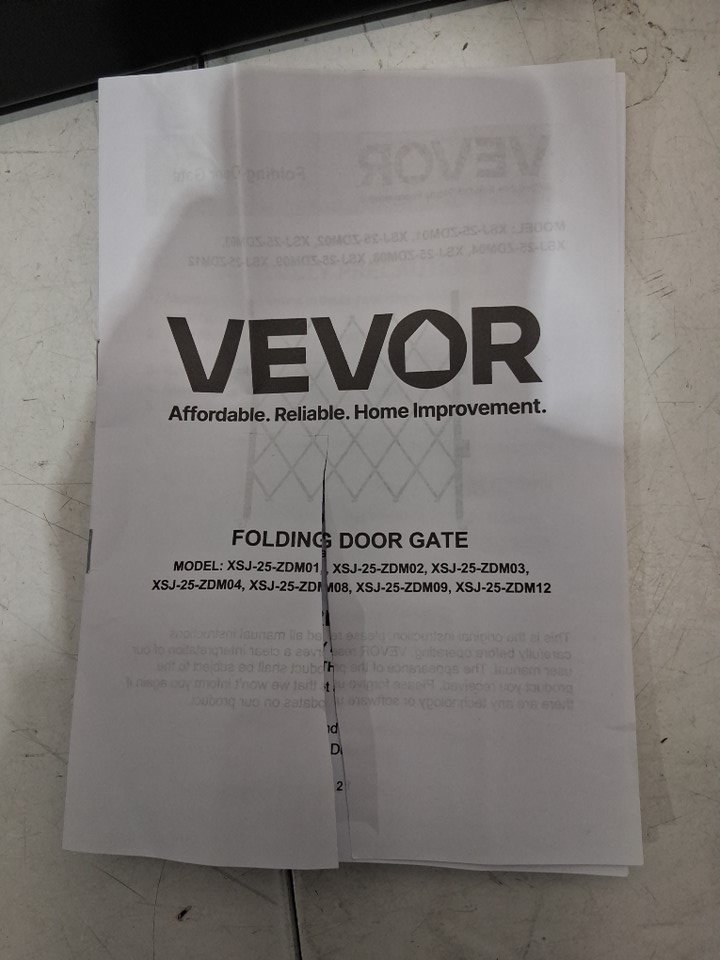 VEVOR
Affordable. Reliable. Home Improvement.
FOLDING DOOR GATE
MODEL: XSJ-25-ZDM01, XSJ-25-ZDM02, XSJ-25-ZDM03,
XSJ-25-ZDM04, XSJ-25-ZDM08, XSJ-25-ZDM09, XSJ-25-ZDM12